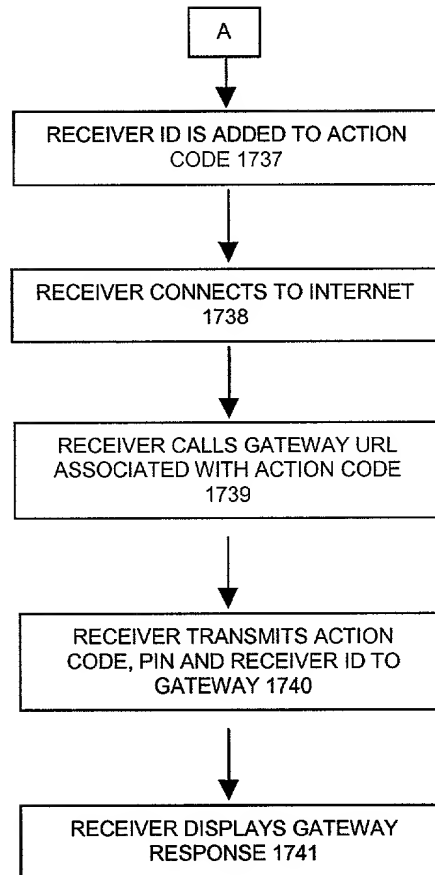 A
RECEIVER ID IS ADDED TO ACTION
CODE 1737
RECEIVER CONNECTS TO INTERNET
1738
RECEIVER CALLS GATEWAY URL
ASSOCIATED WITH ACTION CODE
1739
RECEIVER TRANSMITS ACTION
CODE, PIN AND RECEIVER ID TO
GATEWAY 1740
RECEIVER DISPLAYS GATEWAY
RESPONSE 1741